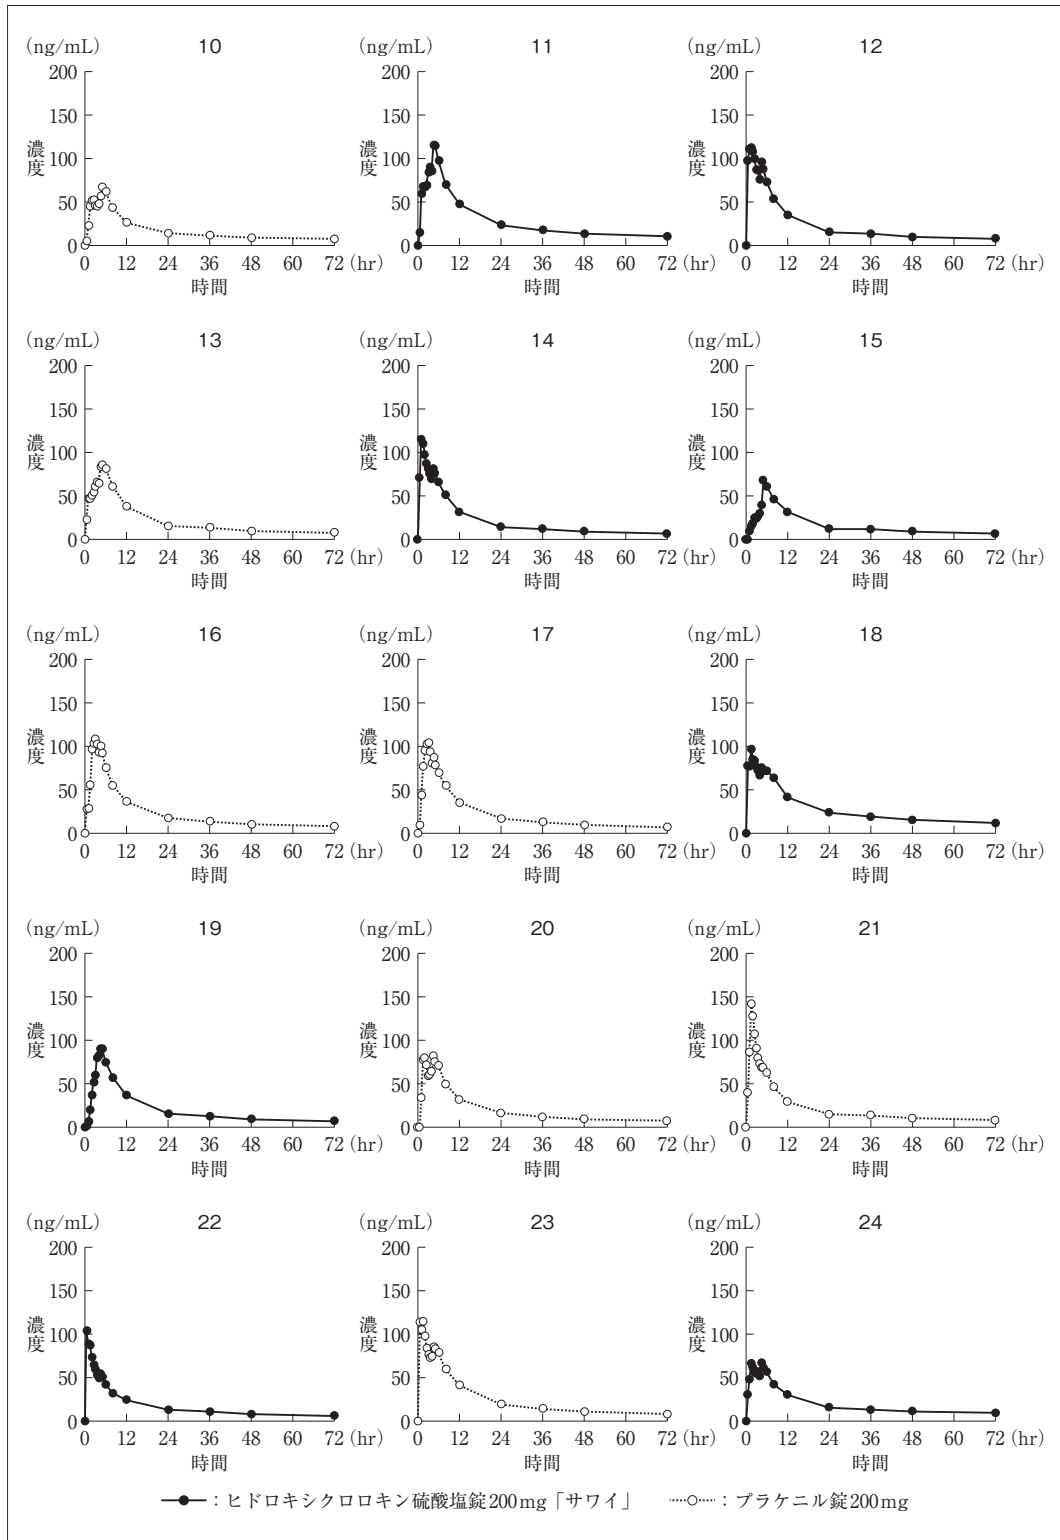 (ng/mL) 10 (ng/mL) 11 (ng/mL) 12
200 200 200
150 150 150
濃度 100 濃度 100 濃度 100
50 50 50
0 0 0
0 12 24 36 48 60 72 (hr) 0 12 24 36 48 60 72 (hr) 0 12 24 36 48 60 72 (hr)
時間 時間 時間
(ng/mL) 13 (ng/mL) 14 (ng/mL) 15
200 200 200
150 150 150
濃度 100 濃度 100 濃度 100
50 50 50
0 0 0
0 12 24 36 48 60 72 (hr) 0 12 24 36 48 60 72 (hr) 0 12 24 36 48 60 72 (hr)
時間 時間 時間
(ng/mL) 16 (ng/mL) 17 (ng/mL) 18
200 200 200
150 150 150
濃度 100 濃度 100 濃度 100
50 50 50
0 0 0
0 12 24 36 48 60 72 (hr) 0 12 24 36 48 60 72 (hr) 0 12 24 36 48 60 72 (hr)
時間 時間 時間
(ng/mL) 19 (ng/mL) 20 (ng/mL) 21
200 200 200
150 150 150
濃度 100 濃度 100 濃度 100
50 50 50
0 0 0
0 12 24 36 48 60 72 (hr) 0 12 24 36 48 60 72 (hr) 0 12 24 36 48 60 72 (hr)
時間 時間 時間
(ng/mL) 22 (ng/mL) 23 (ng/mL) 24
200 200 200
150 150 150
濃度 100 濃度 100 濃度 100
50 50 50
0 0 0
0 12 24 36 48 60 72 (hr) 0 12 24 36 48 60 72 (hr) 0 12 24 36 48 60 72 (hr)
時間 時間 時間
：ヒドロキシクロロキン硫酸塩錠200mg「サワイ」 ：プラケニル錠200mg